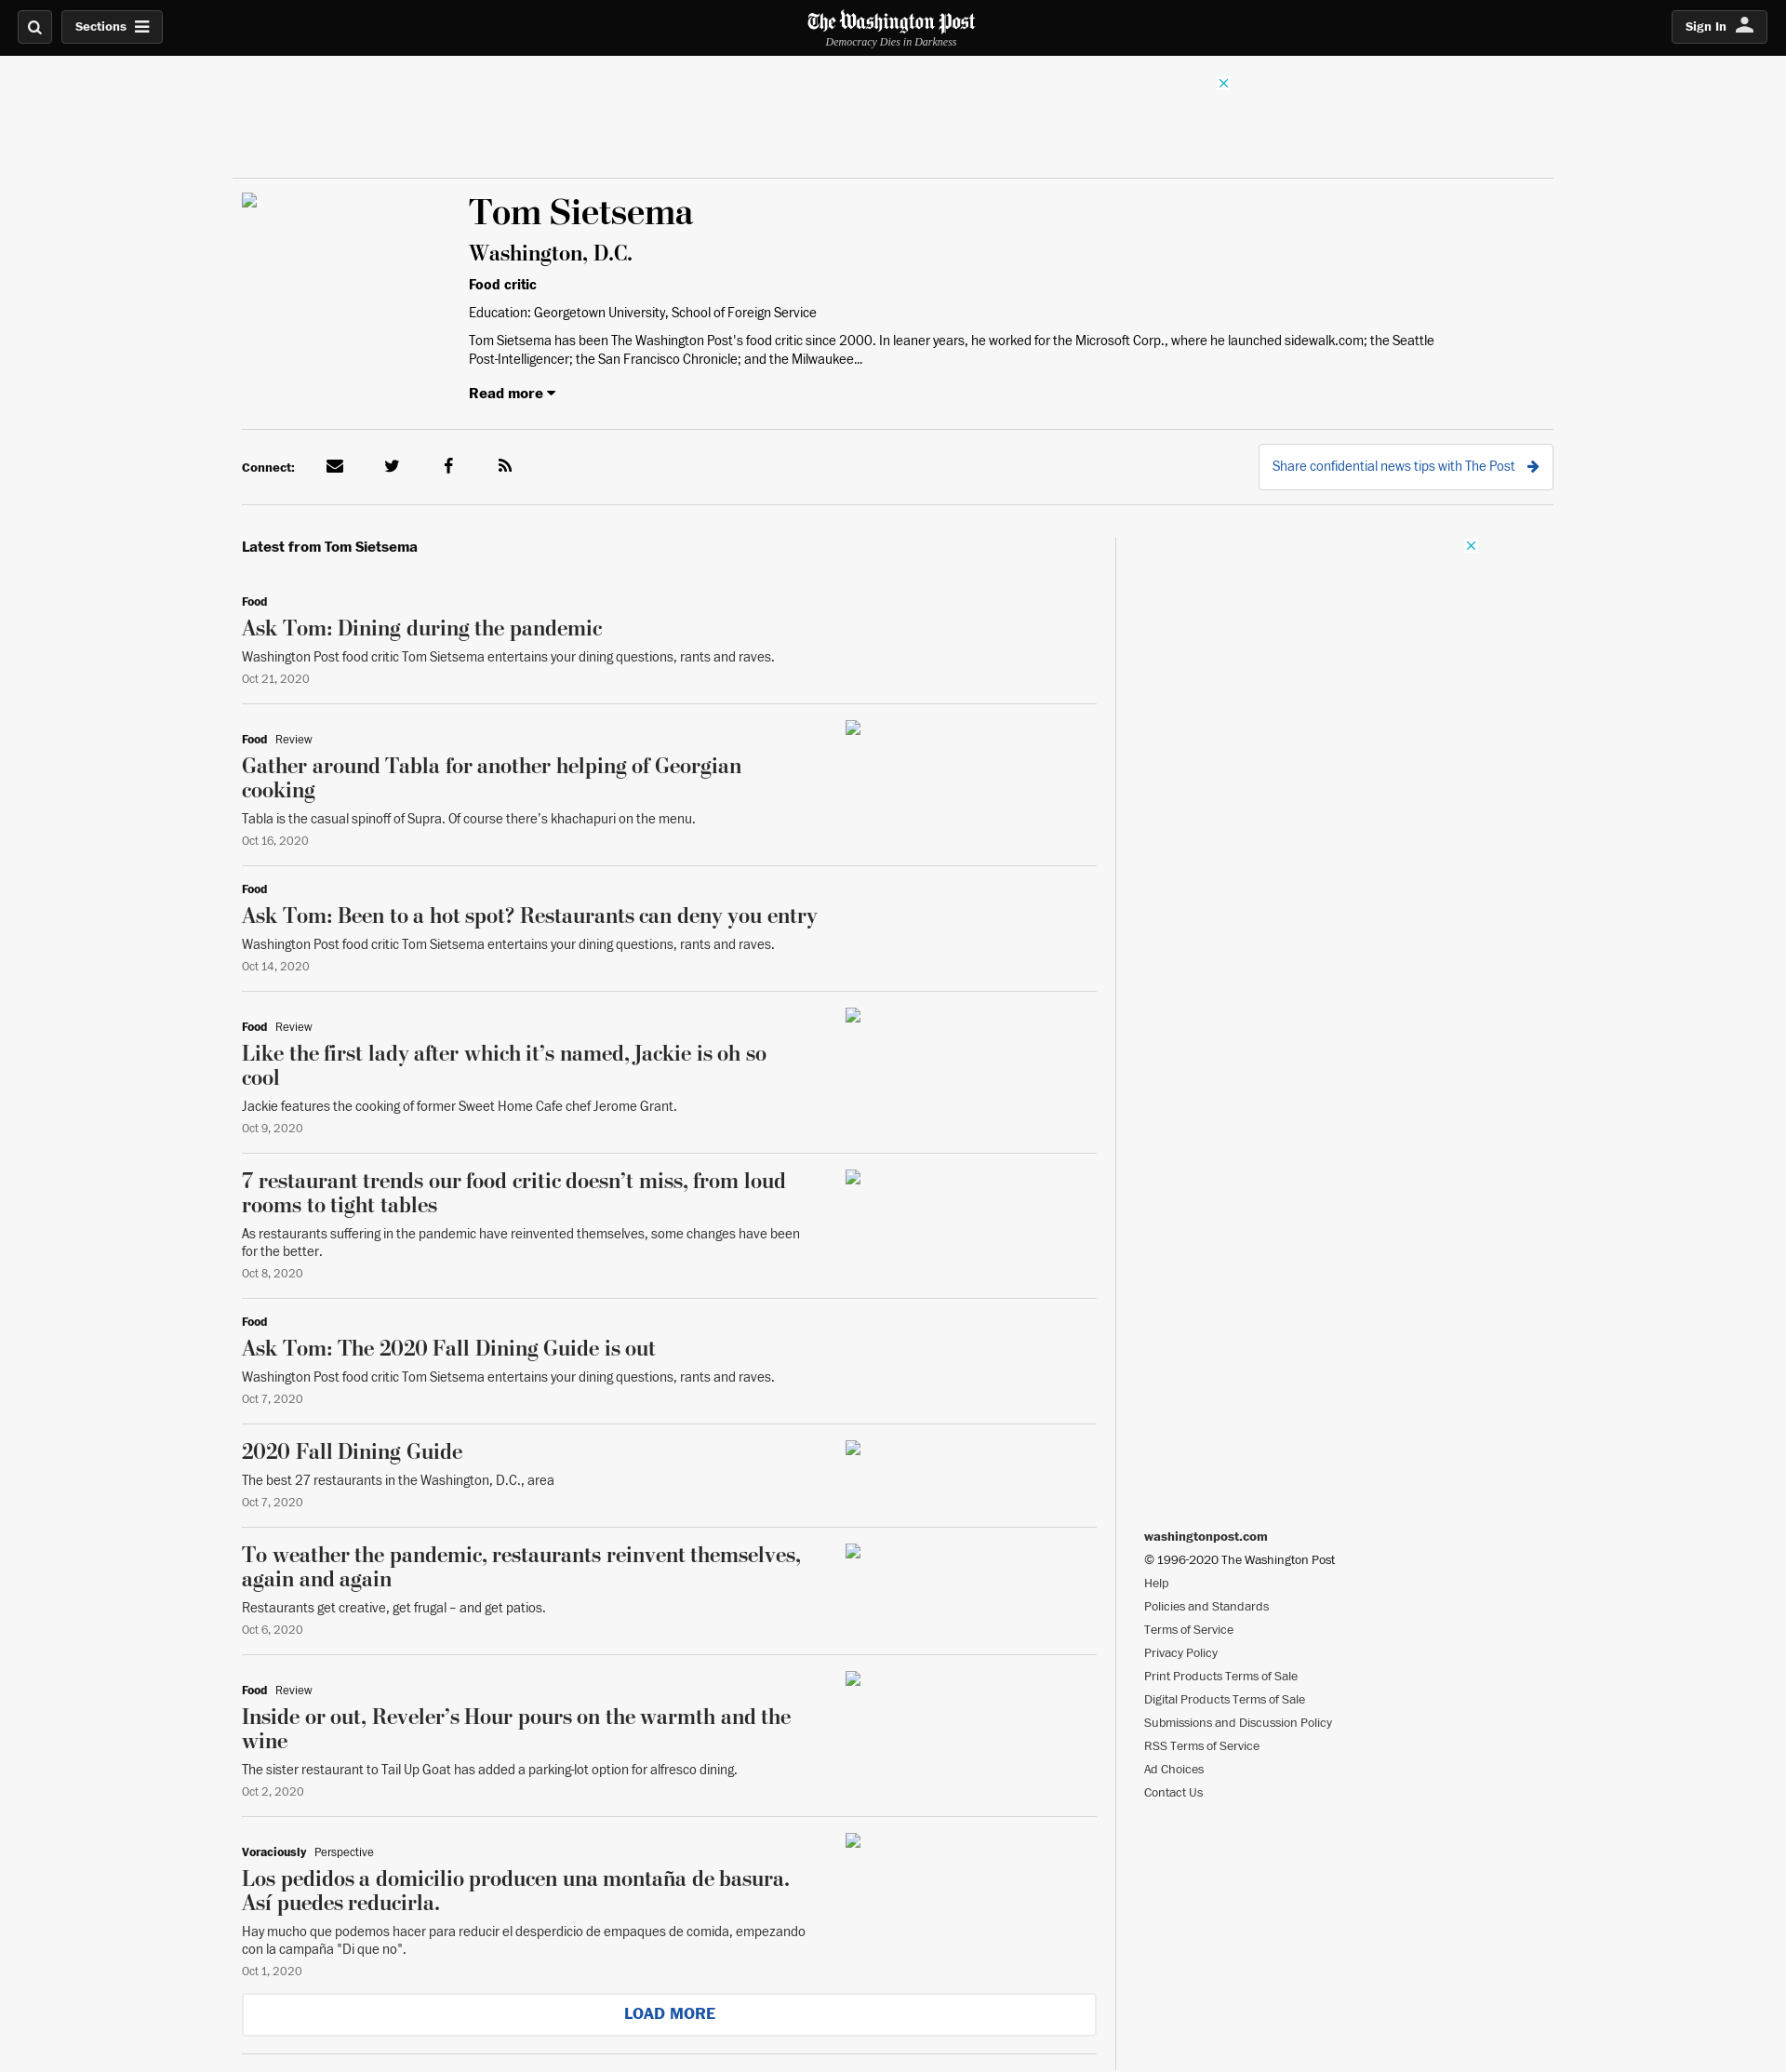 Sections
The Washington Post
Democracy Dies in Darkness
Sign In
Tom Sietsema
Washington, D.C.
Food critic
Education: Georgetown University, School of Foreign Service
Tom Sietsema has been The Washington Post's food critic since 2000. In leaner years, he worked for the Microsoft Corp., where he launched sidewalk.com; the Seattle
Post-Intelligencer; the San Francisco Chronicle; and the Milwaukee...
Read more
Connect:
Share confidential news tips with The Post
Latest from Tom Sietsema
Food
Ask Tom: Dining during the pandemic
Washington Post food critic Tom Sietsema entertains your dining questions, rants and raves.
Oct 21, 2020
Food Review
Gather around Tabla for another helping of Georgian
cooking
Tabla is the casual spinoff of Supra. Of course there’s khachapuri on the menu.
Oct 16, 2020
Food
Ask Tom: Been to a hot spot? Restaurants can deny you entry
Washington Post food critic Tom Sietsema entertains your dining questions, rants and raves.
Oct 14, 2020
Food Review
Like the first lady after which it’s named, Jackie is oh so
cool
Jackie features the cooking of former Sweet Home Cafe chef Jerome Grant.
Oct 9, 2020
7 restaurant trends our food critic doesn’t miss, from loud
rooms to tight tables
As restaurants suffering in the pandemic have reinvented themselves, some changes have been
for the better.
Oct 8, 2020
Food
Ask Tom: The 2020 Fall Dining Guide is out
Washington Post food critic Tom Sietsema entertains your dining questions, rants and raves.
Oct 7, 2020
2020 Fall Dining Guide
The best 27 restaurants in the Washington, D.C., area
Oct 7, 2020
To weather the pandemic, restaurants reinvent themselves,
again and again
Restaurants get creative, get frugal – and get patios.
Oct 6, 2020
Food Review
Inside or out, Reveler’s Hour pours on the warmth and the
wine
The sister restaurant to Tail Up Goat has added a parking-lot option for alfresco dining.
Oct 2, 2020
Voraciously Perspective
Los pedidos a domicilio producen una montaña de basura.
Así puedes reducirla.
Hay mucho que podemos hacer para reducir el desperdicio de empaques de comida, empezando
con la campaña "Di que no".
Oct 1, 2020
LOAD MORE
washingtonpost.com
© 1996-2020 The Washington Post
Help
Policies and Standards
Terms of Service
Privacy Policy
Print Products Terms of Sale
Digital Products Terms of Sale
Submissions and Discussion Policy
RSS Terms of Service
Ad Choices
Contact Us